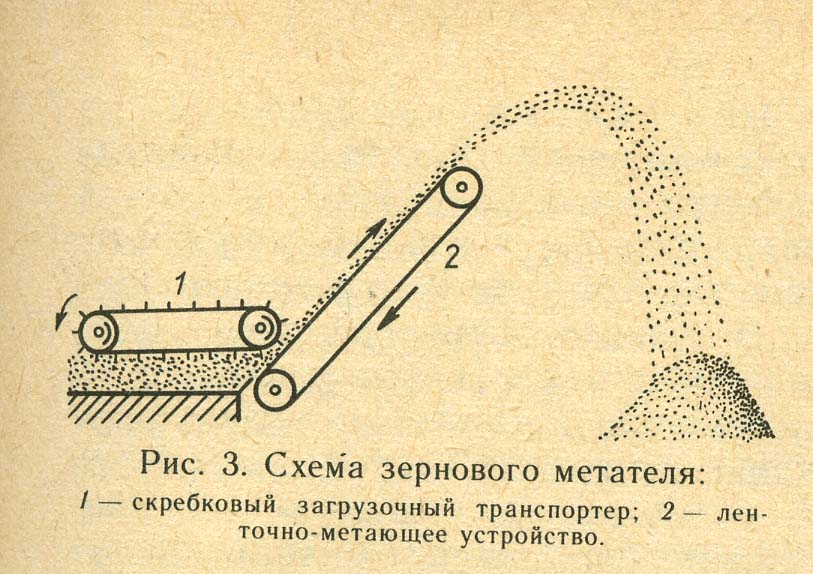 1
2
Рис. 3. Схема зернового метателя:
1 — скребковый загрузочный транспортер; 2 — лен-
точно-метающее устройство.